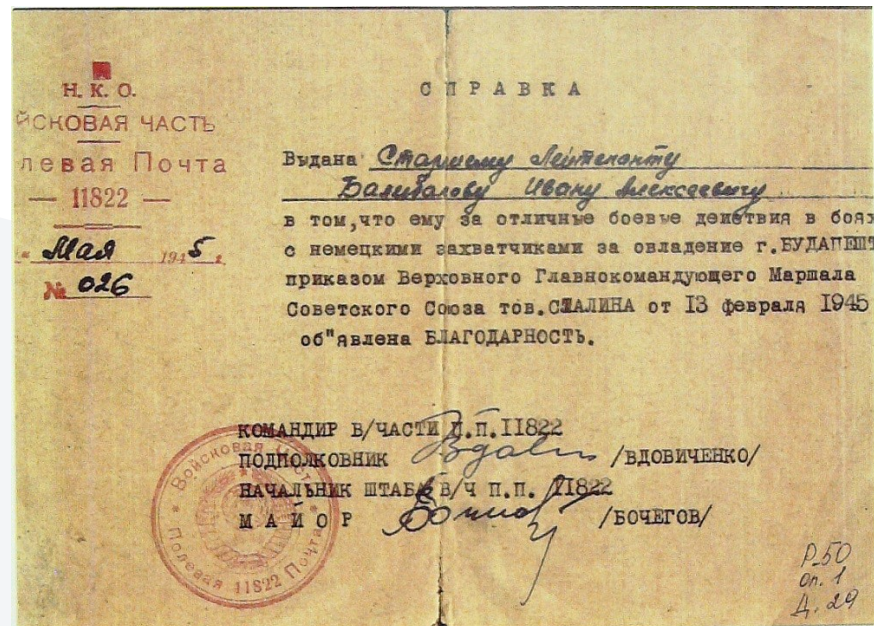 Н. К. О.
ЙСКОВАЯ ЧАСТЬ
левая Почта
— 11822 —
" Мая 1945 г.
№ 026
СПРАВКА
Выдана Старшему Лейтенанту
Ивану Алексеевичу
в том,что ему за отличные боевые действия в боях
с немецкими захватчиками за овладение г.БУДАПЕШТ
приказом Верховного Главнокомандующего Маршала
Советского Союза тов.СТАЛИНА от 13 февраля 1945
об"явлена БЛАГОДАРНОСТЬ.
КОМАНДИР В/ЧАСТИ П.П.11822
ПОДПОЛКОВНИК /ВДОВИЧЕНКО/
НАЧАЛЬНИК ШТАБА В/Ч П.П. 11822
МАЙОР /БОЧЕГОВ/
Войсковая часть
Полевая 11822 Почта
Р-50
оп. 1
Д. 29